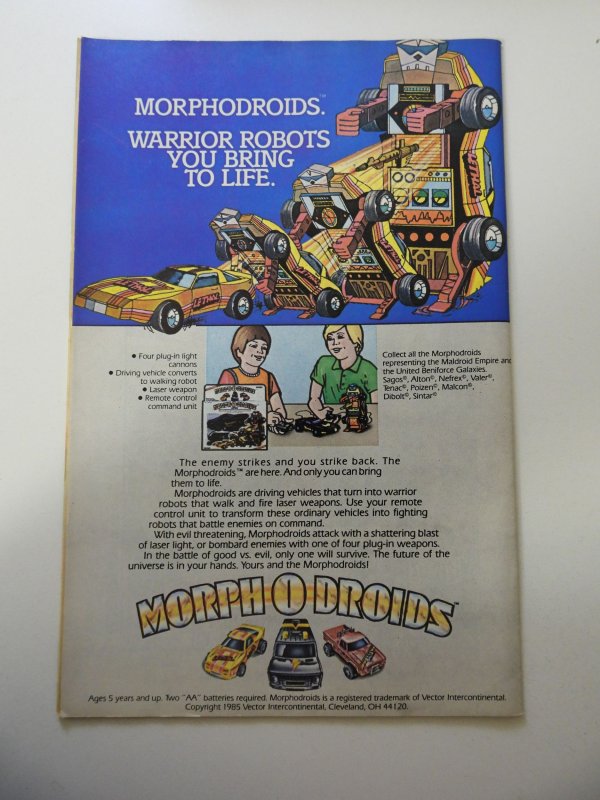 MORPHODROIDS.™
WARRIOR ROBOTS
YOU BRING
TO LIFE.
LETHAL
• Four plug-in light
cannons
• Driving vehicle converts
to walking robot
• Laser weapon
• Remote control
command unit
Collect all the Morphodroids
representing the Maldroid Empire and
the United Beniforce Galaxies.
Sagos®, Alton®, Nefrex®, Valer®,
Tenac®, Poizen®, Malcon®,
Dibolt®, Sintar®
The enemy strikes and you strike back. The
Morphodroids™ are here. And only you can bring
them to life.
Morphodroids are driving vehicles that turn into warrior
robots that walk and fire laser weapons. Use your remote
control unit to transform these ordinary vehicles into fighting
robots that battle enemies on command.
With evil threatening, Morphodroids attack with a shattering blast
of laser light, or bombard enemies with one of four plug-in weapons.
In the battle of good vs. evil, only one will survive. The future of the
universe is in your hands. Yours and the Morphodroids!
MORPH·O·DROIDS™
Ages 5 years and up. Two "AA" batteries required. Morphodroids is a registered trademark of Vector Intercontinental.
Copyright 1985 Vector Intercontinental, Cleveland, OH 44120.